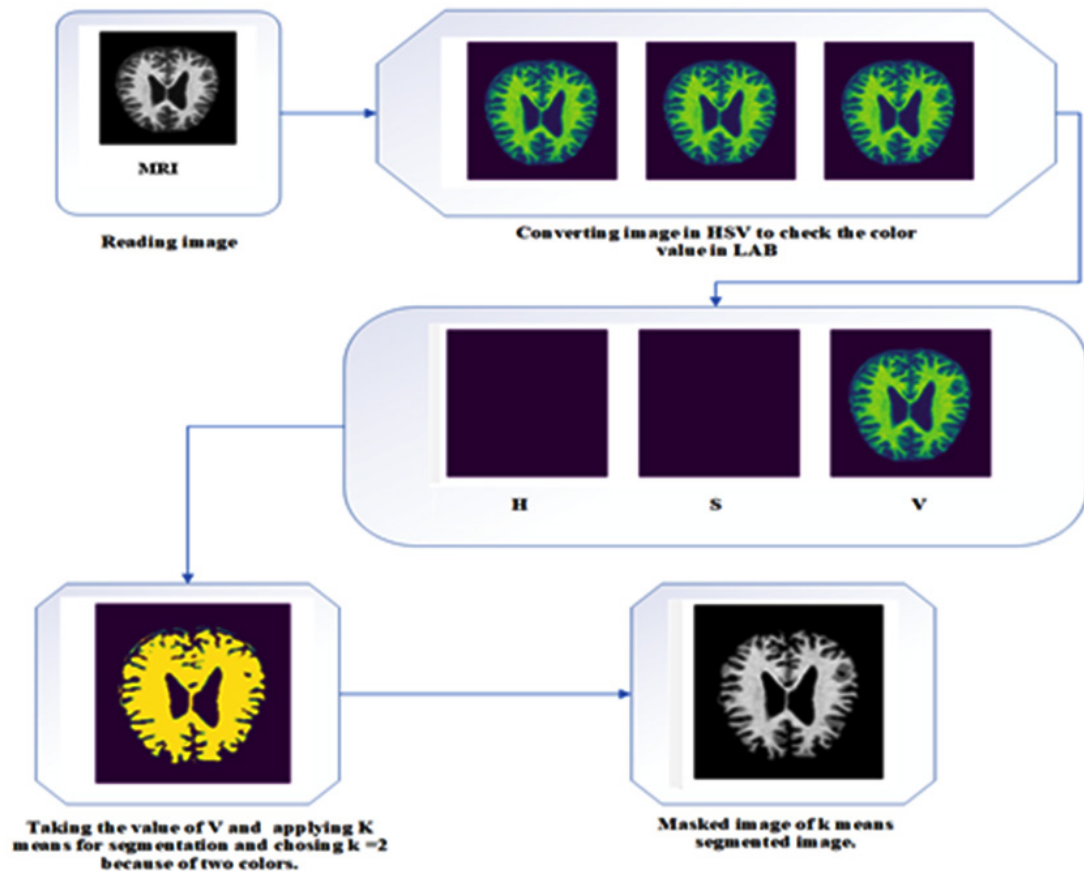 MRI
Reading image
Converting image in HSV to check the color
value in LAB
H
S
V
Taking the value of V and applying K
means for segmentation and chosing k =2
because of two colors.
Masked image of k means
segmented image.